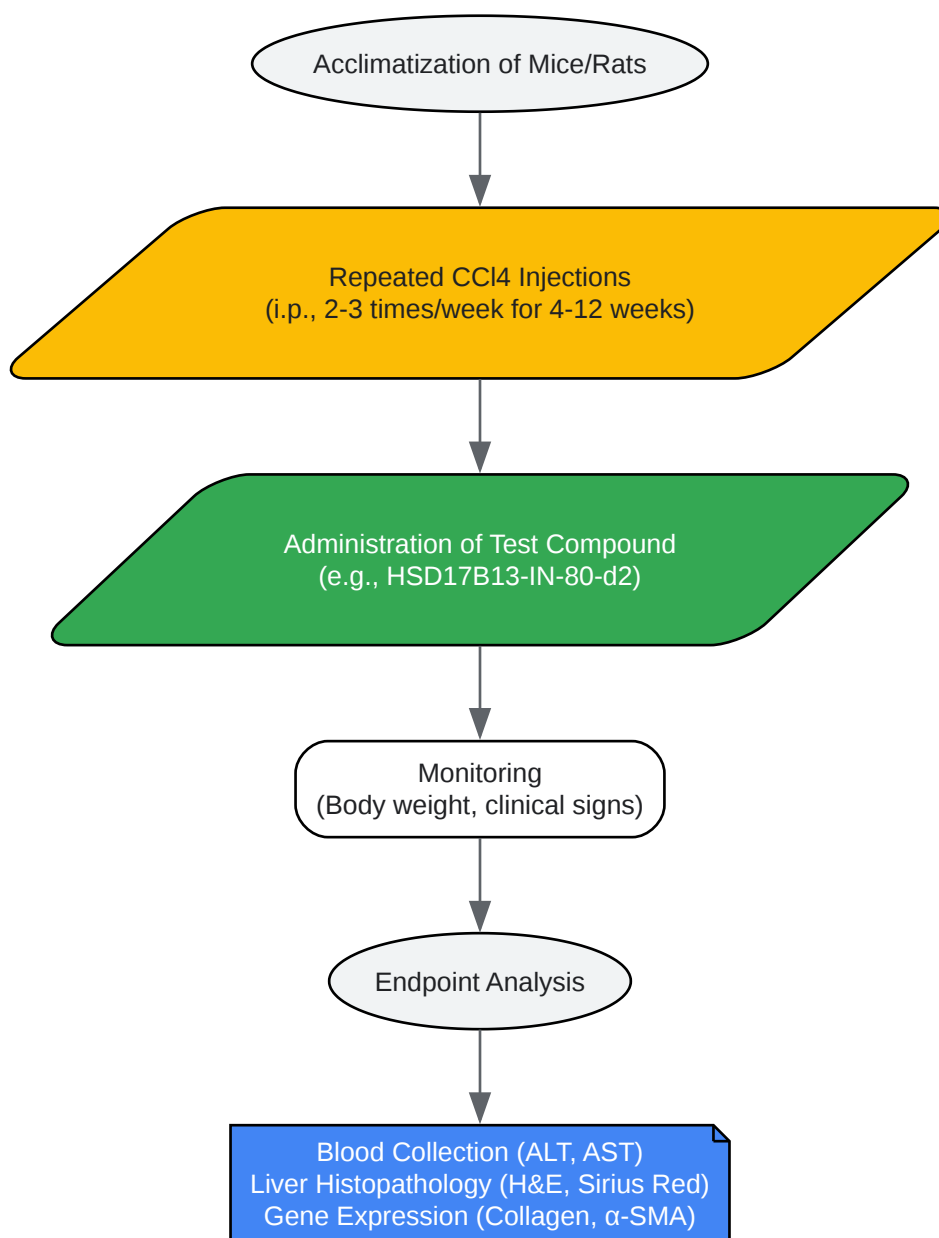 Acclimatization of Mice/Rats
Repeated CCl4 Injections
(i.p., 2-3 times/week for 4-12 weeks)
Administration of Test Compound
(e.g., HSD17B13-IN-80-d2)
Monitoring
(Body weight, clinical signs)
Endpoint Analysis
Blood Collection (ALT, AST)
Liver Histopathology (H&E, Sirius Red)
Gene Expression (Collagen, α-SMA)